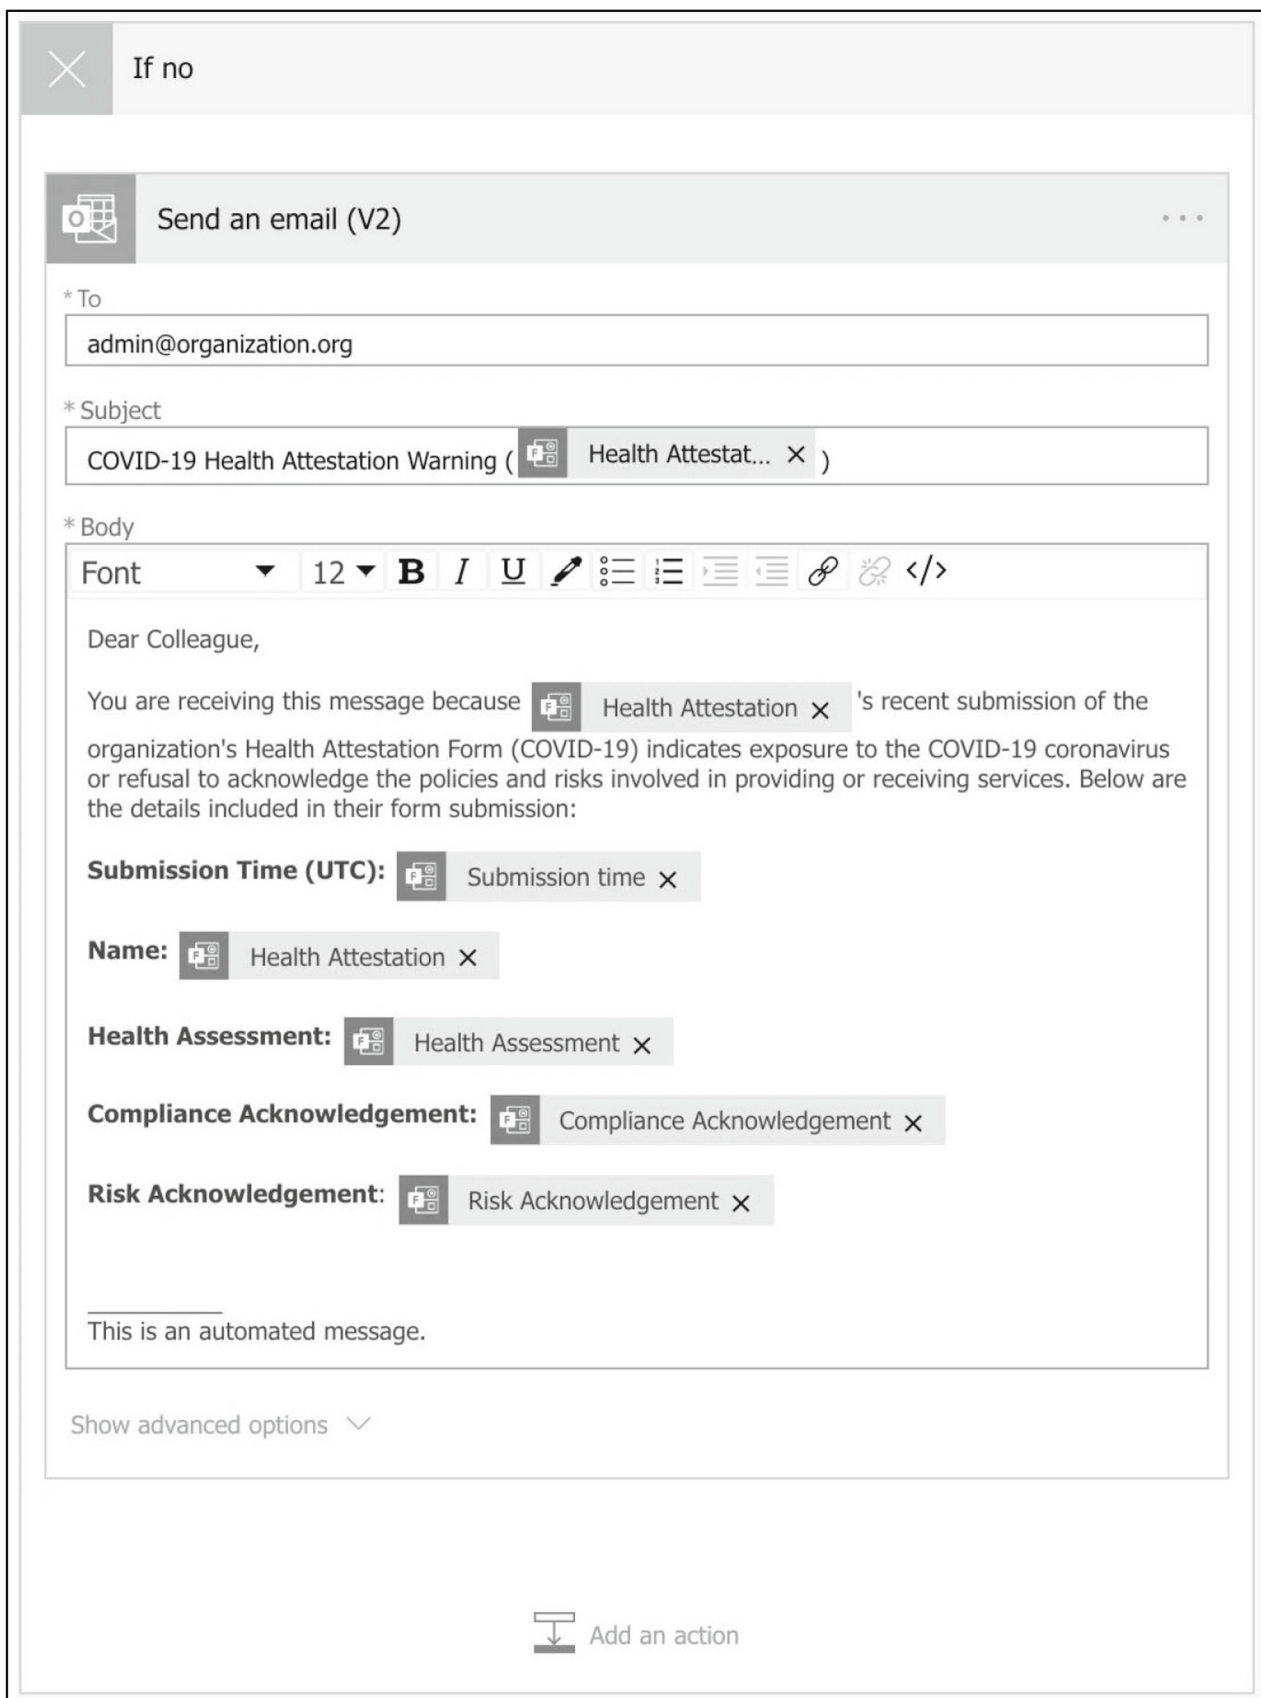 If no
Send an email (V2)
* To
admin@organization.org
* Subject
COVID-19 Health Attestation Warning ( Health Attestat... × )
* Body
Font 12 B I U </>
Dear Colleague,
You are receiving this message because Health Attestation × 's recent submission of the
organization's Health Attestation Form (COVID-19) indicates exposure to the COVID-19 coronavirus
or refusal to acknowledge the policies and risks involved in providing or receiving services. Below are
the details included in their form submission:
Submission Time (UTC): Submission time ×
Name: Health Attestation ×
Health Assessment: Health Assessment ×
Compliance Acknowledgement: Compliance Acknowledgement ×
Risk Acknowledgement: Risk Acknowledgement ×
This is an automated message.
Show advanced options
Add an action